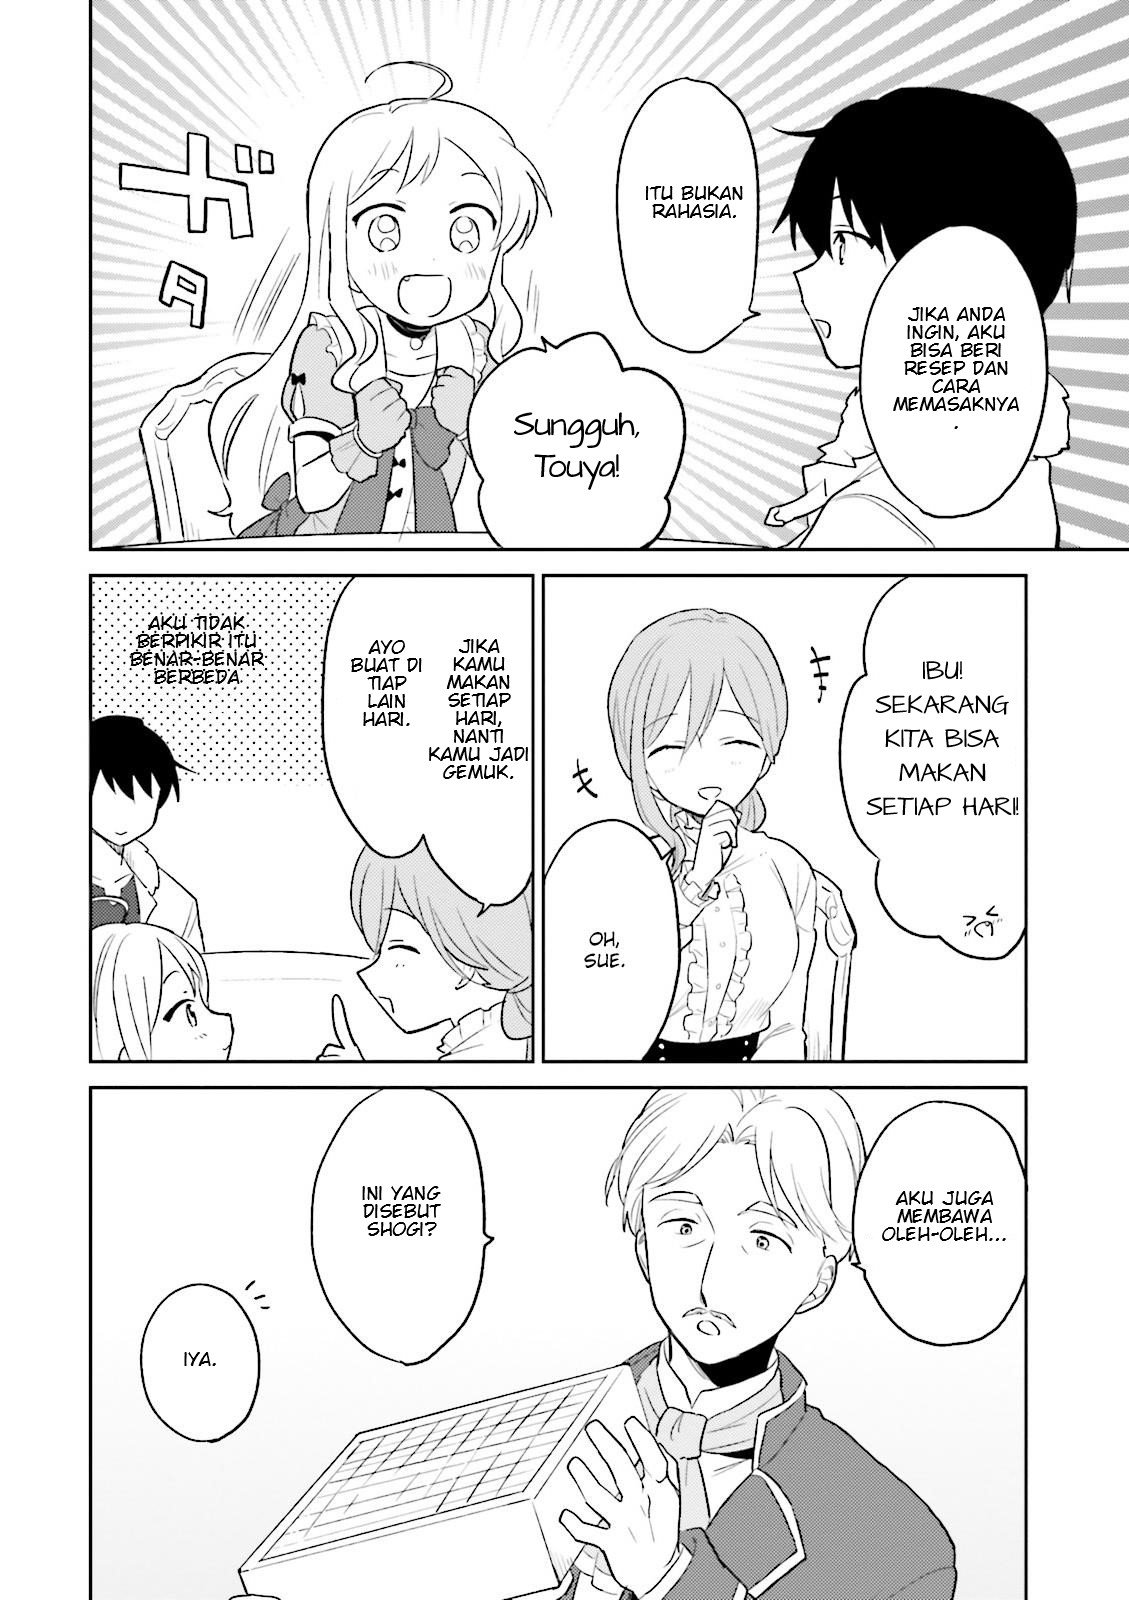 ITU BUKAN
RAHASIA.
JIKA ANDA
INGIN, AKU
BISA BERI
RESEP DAN
CARA
MEMASAKNYA
.
ガタ
Sungguh,
Touya!
IBU!
SEKARANG
KITA BISA
MAKAN
SETIAP HARI!
OH,
SUE.
JIKA
KAMU
MAKAN
SETIAP
HARI,
NANTI
KAMU JADI
GEMUK.
AYO
BUAT DI
TIAP
LAIN
HARI.
AKU TIDAK
BERPIKIR ITU
BENAR-BENAR
BERBEDA
AKU JUGA
MEMBAWA
OLEH-OLEH...
INI YANG
DISEBUT
SHOGI?
IYA.